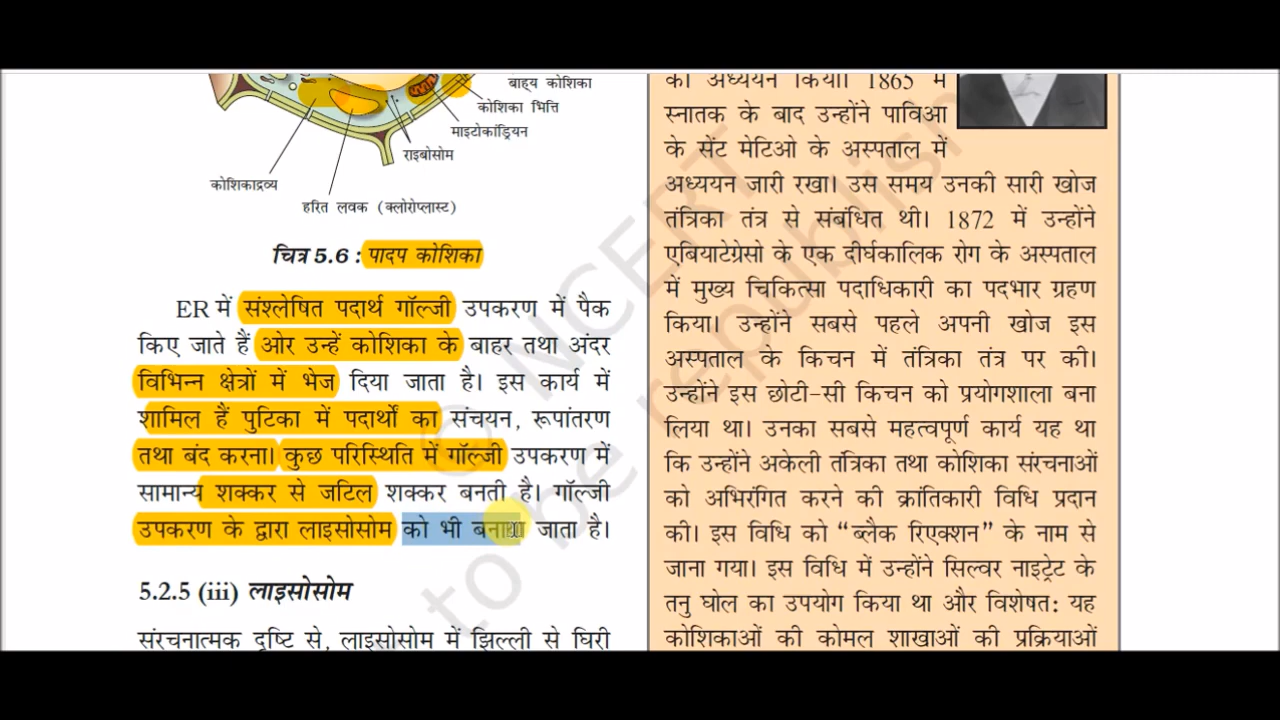 बाह्य कोशिका
कोशिका भित्ति
माइटोकांड्रियन
राइबोसोम
कोशिकाद्रव्य
हरित लवक (क्लोरोप्लास्ट)
चित्र 5.6 : पादप कोशिका
ER में संश्लेषित पदार्थ गॉल्जी उपकरण में पैक
किए जाते हैं ओर उन्हें कोशिका के बाहर तथा अंदर
विभिन्न क्षेत्रों में भेज दिया जाता है। इस कार्य में
शामिल हैं पुटिका में पदार्थों का संचयन, रूपांतरण
तथा बंद करना। कुछ परिस्थिति में गॉल्जी उपकरण में
सामान्य शक्कर से जटिल शक्कर बनती है। गॉल्जी
उपकरण के द्वारा लाइसोसोम को भी बनाया जाता है।
5.2.5 (iii) लाइसोसोम
संरचनात्मक दृष्टि से, लाइसोसोम में झिल्ली से घिरी
का अध्ययन किया। 1865 में
स्नातक के बाद उन्होंने पाविआ
के सेंट मेटिओ के अस्पताल में
अध्ययन जारी रखा। उस समय उनकी सारी खोज
तंत्रिका तंत्र से संबंधित थी। 1872 में उन्होंने
एबियाटेग्रेसो के एक दीर्घकालिक रोग के अस्पताल
में मुख्य चिकित्सा पदाधिकारी का पदभार ग्रहण
किया। उन्होंने सबसे पहले अपनी खोज इस
अस्पताल के किचन में तंत्रिका तंत्र पर की।
उन्होंने इस छोटी-सी किचन को प्रयोगशाला बना
लिया था। उनका सबसे महत्वपूर्ण कार्य यह था
कि उन्होंने अकेली तंत्रिका तथा कोशिका संरचनाओं
को अभिरंगित करने की क्रांतिकारी विधि प्रदान
की। इस विधि को “ब्लैक रिएक्शन” के नाम से
जाना गया। इस विधि में उन्होंने सिल्वर नाइट्रेट के
तनु घोल का उपयोग किया था और विशेषत: यह
कोशिकाओं की कोमल शाखाओं की प्रक्रियाओं
© NCERT
to be republish